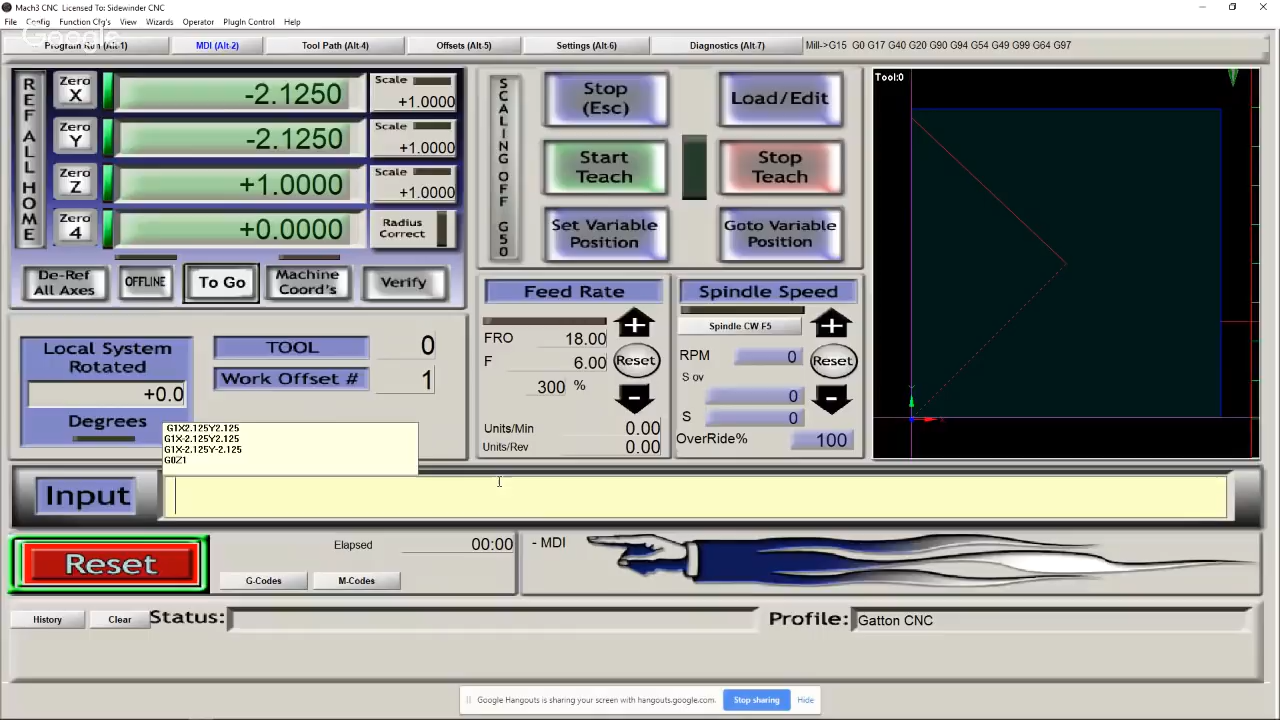 Mach3 CNC Licensed To: Sidewinder CNC
File Config Function Cfg's View Wizards Operator PlugIn Control Help
Google
Program Run (Alt-1) MDI (Alt-2) Tool Path (Alt-4) Offsets (Alt-5) Settings (Alt-6) Diagnostics (Alt-7) Mill->G15 G0 G17 G40 G20 G90 G94 G54 G49 G99 G64 G97
REF ALL HOME
Zero X -2.1250 Scale +1.0000
Zero Y -2.1250 +1.0000
Zero Z +1.0000 Scale +1.0000
Zero 4 +0.0000 Radius Correct
De-Ref All Axes OFFLINE To Go Machine Coord's Verify
SCALING OFF G50
Stop (Esc) Load/Edit
Start Teach Stop Teach
Set Variable Position Goto Variable Position
Tool:0
Local System Rotated
+0.0
Degrees
TOOL 0
Work Offset # 1
Feed Rate
FRO 18.00
F 6.00 Reset
300 %
Units/Min 0.00
Units/Rev 0.00
Spindle Speed
Spindle CW F5
RPM 0 Reset
S ov 0
S 0
OverRide% 100
G1X2.125Y2.125
G1X-2.125Y2.125
G1X-2.125Y-2.125
G0Z1
Input
Reset
Elapsed 00:00
G-Codes M-Codes
- MDI
History Clear Status: Profile: Gatton CNC
Google Hangouts is sharing your screen with hangouts.google.com. Stop sharing Hide